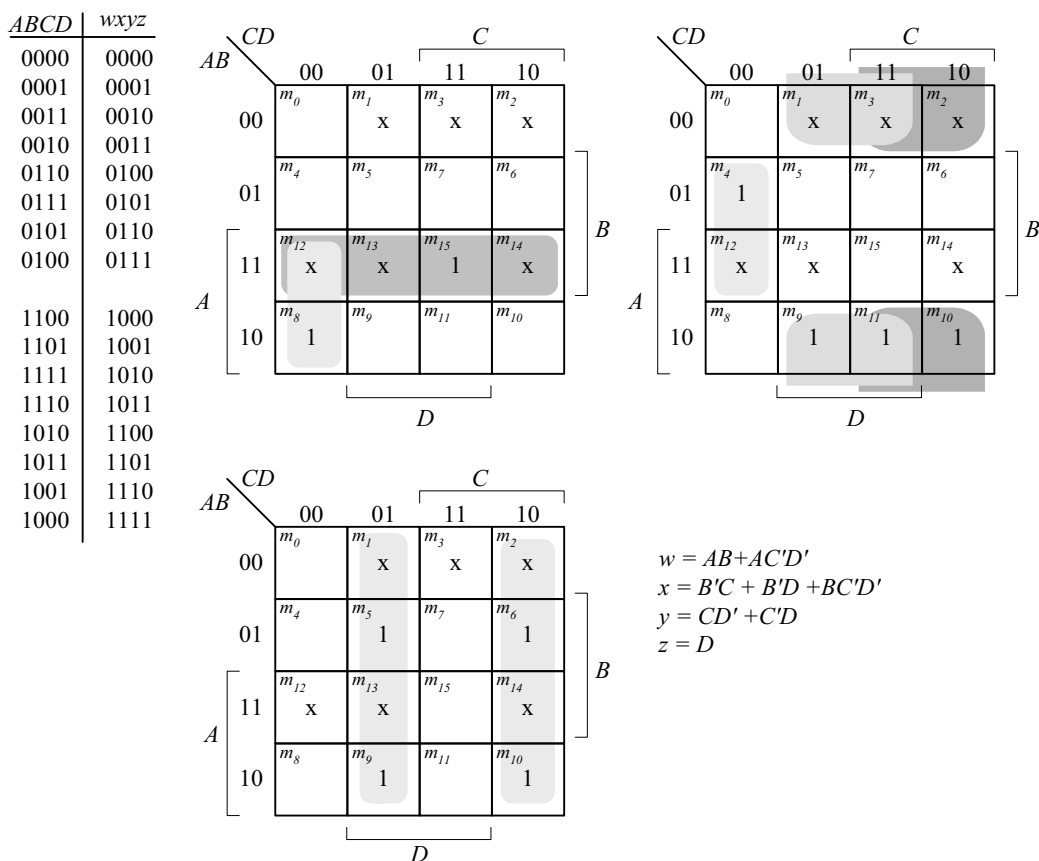 ABCD wxyz
0000 0000
0001 0001
0011 0010
0010 0011
0110 0100
0111 0101
0101 0110
0100 0111
1100 1000
1101 1001
1111 1010
1110 1011
1010 1100
1011 1101
1001 1110
1000 1111
CD C
AB
00 01 11 10
m0 m1 m3 m2
00 x x x
m4 m5 m7 m6
01
B
m12 m13 m15 m14
11 x x 1 x
A
m8 m9 m11 m10
10 1
D
CD C
AB
00 01 11 10
m0 m1 m3 m2
00 x x x
m4 m5 m7 m6
01 1
B
m12 m13 m15 m14
11 x x x
A
m8 m9 m11 m10
10 1 1 1
D
CD C
AB
00 01 11 10
m0 m1 m3 m2
00 x x x
m4 m5 m7 m6
01 1 1
B
m12 m13 m15 m14
11 x x x
A
m8 m9 m11 m10
10 1 1
D
w = AB+AC'D'
x = B'C + B'D +BC'D'
y = CD' +C'D
z = D